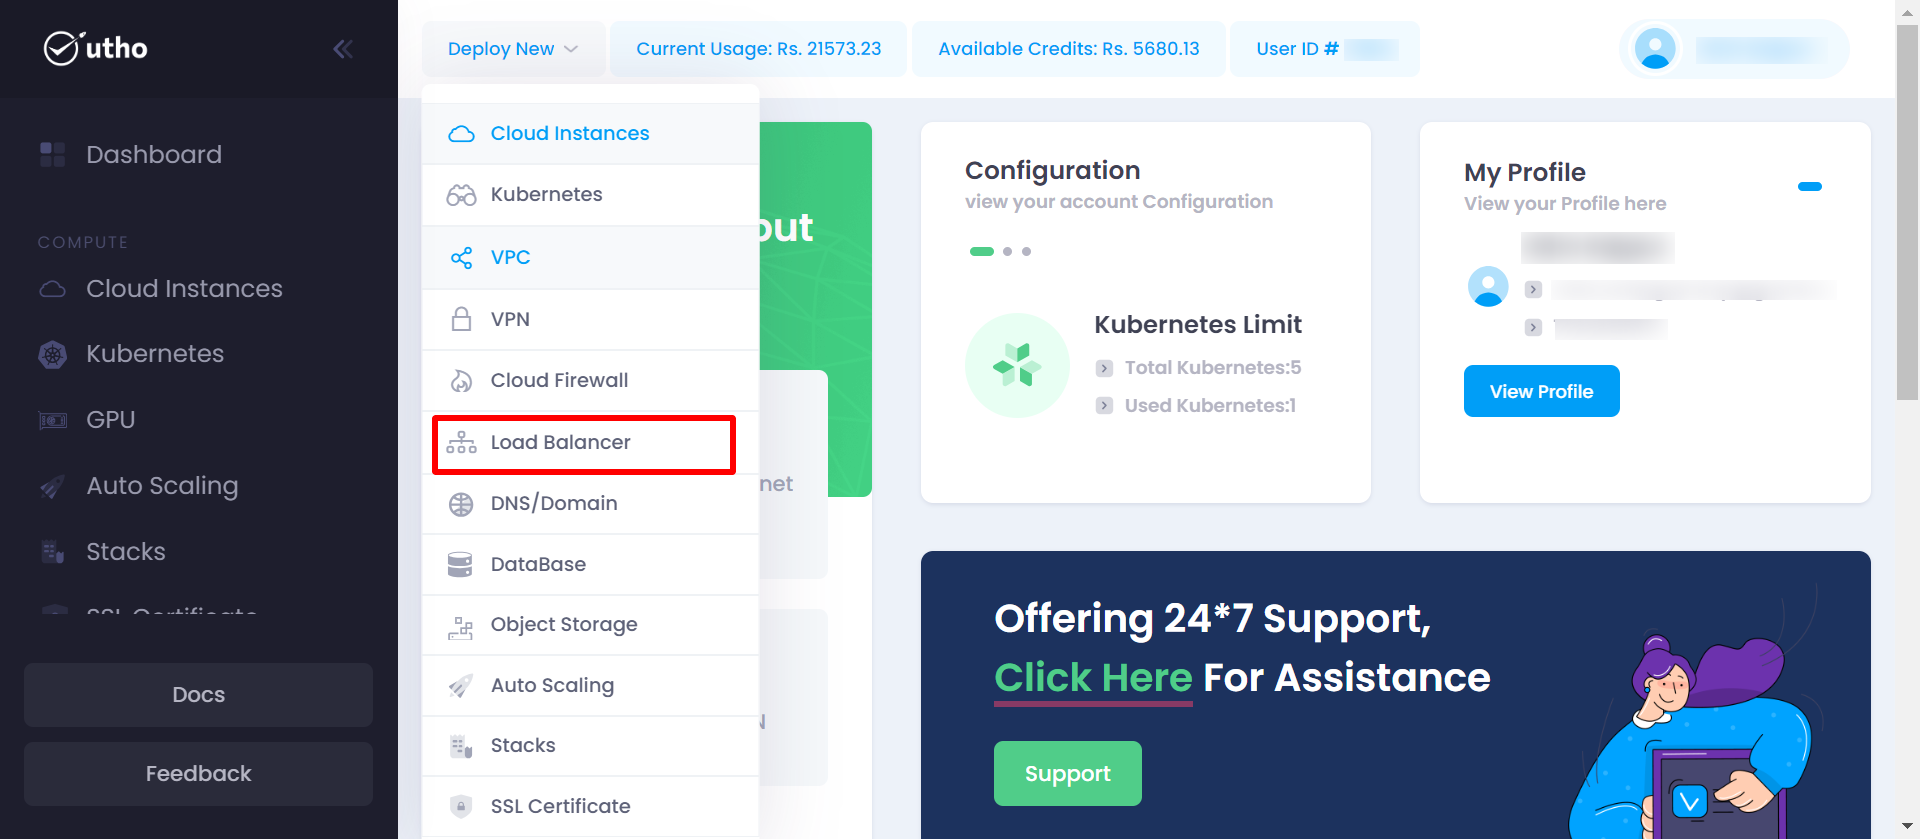 utho
Dashboard
COMPUTE
Cloud Instances
Kubernetes
GPU
Auto Scaling
Stacks
SSL Certificate
Docs
Feedback
Deploy New
Current Usage: Rs. 21573.23
Available Credits: Rs. 5680.13
User ID #
Cloud Instances
Kubernetes
VPC
VPN
Cloud Firewall
Load Balancer
DNS/Domain
DataBase
Object Storage
Auto Scaling
Stacks
SSL Certificate
out
net
N
Configuration
view your account Configuration
Kubernetes Limit
Total Kubernetes:5
Used Kubernetes:1
My Profile
View your Profile here
View Profile
Offering 24*7 Support,
Click Here For Assistance
Support